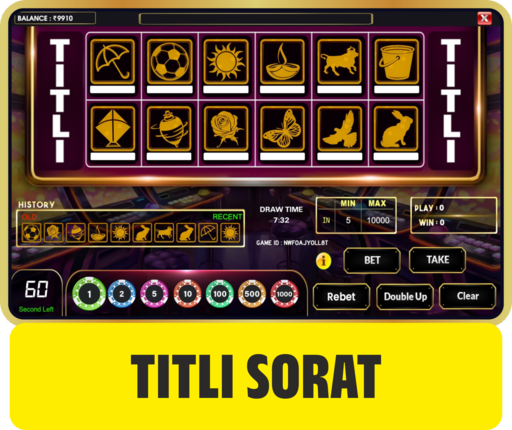 BALANCE : ₹9910
X
TITLI
TITLI
HISTORY
OLD
RECENT
DRAW TIME
7:32
GAME ID : NWFOAJYOLL8T
MIN MAX
IN 5 10000
PLAY : 0
WIN : 0
i
BET
TAKE
60
Second Left
1
2
5
10
100
500
1000
Rebet
Double Up
Clear
TITLI SORAT